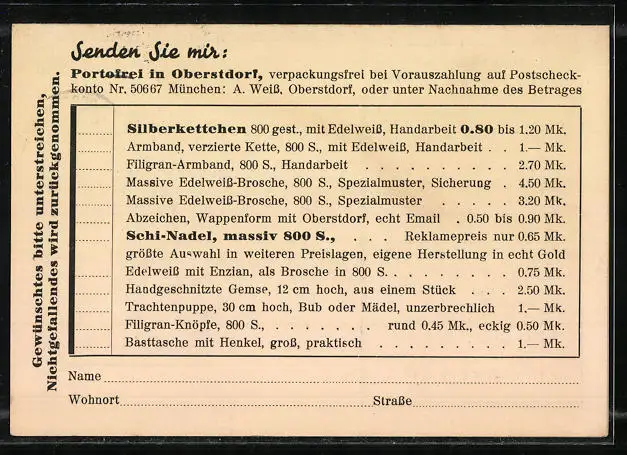 Senden Sie mir:
Portofrei in Oberstdorf, verpackungsfrei bei Vorauszahlung auf Postscheck-
konto Nr. 50667 München: A. Weiß, Oberstdorf, oder unter Nachnahme des Betrages
Gewünschtes bitte unterstreichen,
Nichtgefallendes wird zurückgenommen.
Silberkettchen 800 gest., mit Edelweiß, Handarbeit 0.80 bis 1.20 Mk.
Armband, verzierte Kette, 800 S., mit Edelweiß, Handarbeit . . 1.— Mk.
Filigran-Armband, 800 S., Handarbeit . . . . . . . . . . 2.70 Mk.
Massive Edelweiß-Brosche, 800 S., Spezialmuster, Sicherung . 4.50 Mk.
Massive Edelweiß-Brosche, 800 S., Spezialmuster . . . . . 3.20 Mk.
Abzeichen, Wappenform mit Oberstdorf, echt Email . 0.50 bis 0.90 Mk.
Schi-Nadel, massiv 800 S., . . . Reklamepreis nur 0.65 Mk.
größte Auswahl in weiteren Preislagen, eigene Herstellung in echt Gold
Edelweiß mit Enzian, als Brosche in 800 S. . . . . . . . . 0.75 Mk.
Handgeschnitzte Gemse, 12 cm hoch, aus einem Stück . . . 2.50 Mk.
Trachtenpuppe, 30 cm hoch, Bub oder Mädel, unzerbrechlich 1.— Mk.
Filigran-Knöpfe, 800 S., . . . . . . . rund 0.45 Mk., eckig 0.50 Mk.
Basttasche mit Henkel, groß, praktisch . . . . . . . . . 1.— Mk.
Name
Wohnort Straße